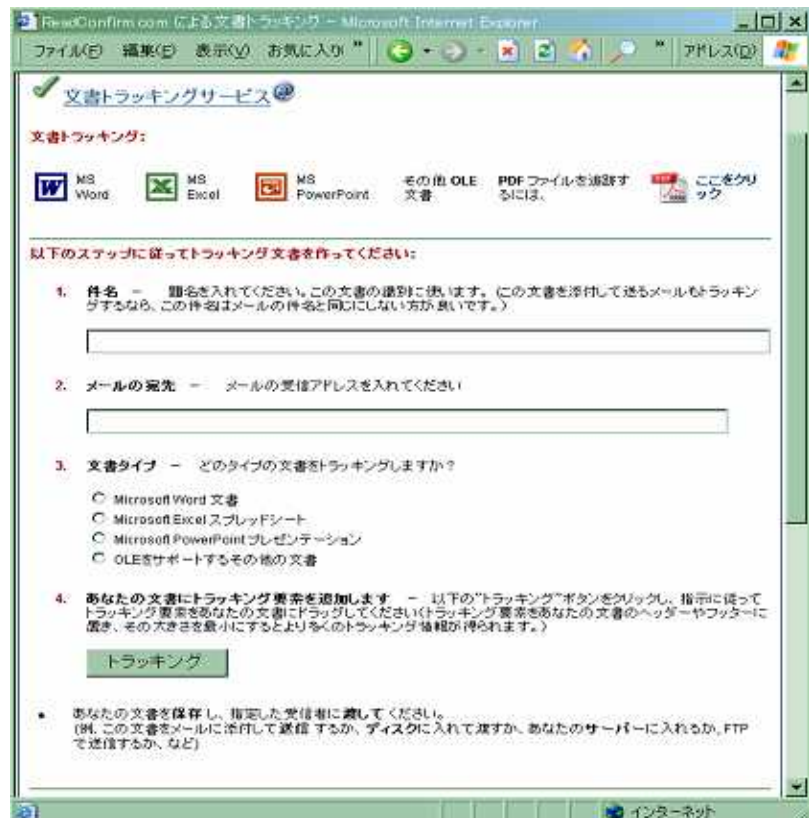 ReadConfirm.com による文書トラッキング - Microsoft Internet Explorer
ファイル(F) 編集(E) 表示(V) お気に入り » アドレス(D)
文書トラッキングサービス
文書トラッキング:
MS Word MS Excel MS PowerPoint その他 OLE 文書 PDF ファイルを追跡するには、 ここをクリック
以下のステップに従ってトラッキング文書を作ってください:
1. 件名 - 題名を入れてください。この文書の識別に使います。 (この文書を添付して送るメールもトラッキン
グするなら、この件名はメールの件名と同じにしない方が良いです。)
2. メールの宛先 - メールの受信アドレスを入れてください
3. 文書タイプ - どのタイプの文書をトラッキングしますか?
Microsoft Word 文書
Microsoft Excel スプレッドシート
Microsoft PowerPoint プレゼンテーション
OLEをサポートするその他の文書
4. あなたの文書にトラッキング要素を追加します - 以下の"トラッキング"ボタンをクリックし、指示に従って
トラッキング要素をあなたの文書にドラッグしてください(トラッキング要素をあなたの文書のヘッダーやフッターに
置き、その大きさを最小にするとより多くのトラッキング情報が得られます。)
トラッキング
• あなたの文書を保存し、指定した受信者に渡してください。
(例. この文書をメールに添付して送信 するか、ディスクに入れて渡すか、あなたのサーバーに入れるか, FTP
で送信するか、など)
インターネット